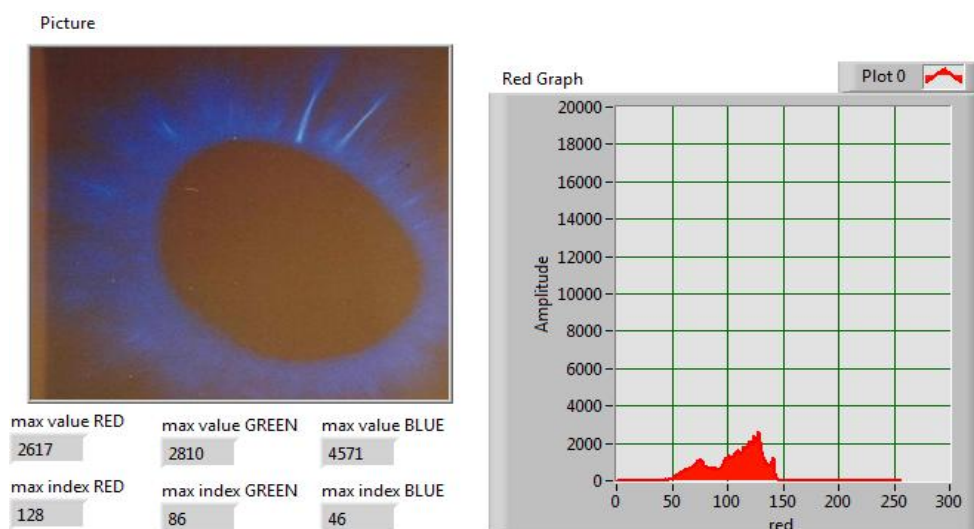 Picture
max value RED
2617
max value GREEN
2810
max value BLUE
4571
max index RED
128
max index GREEN
86
max index BLUE
46
Red Graph
Plot 0
20000
18000
16000
14000
12000
10000
8000
6000
4000
2000
0
Amplitude
0 50 100 150 200 250 300
red